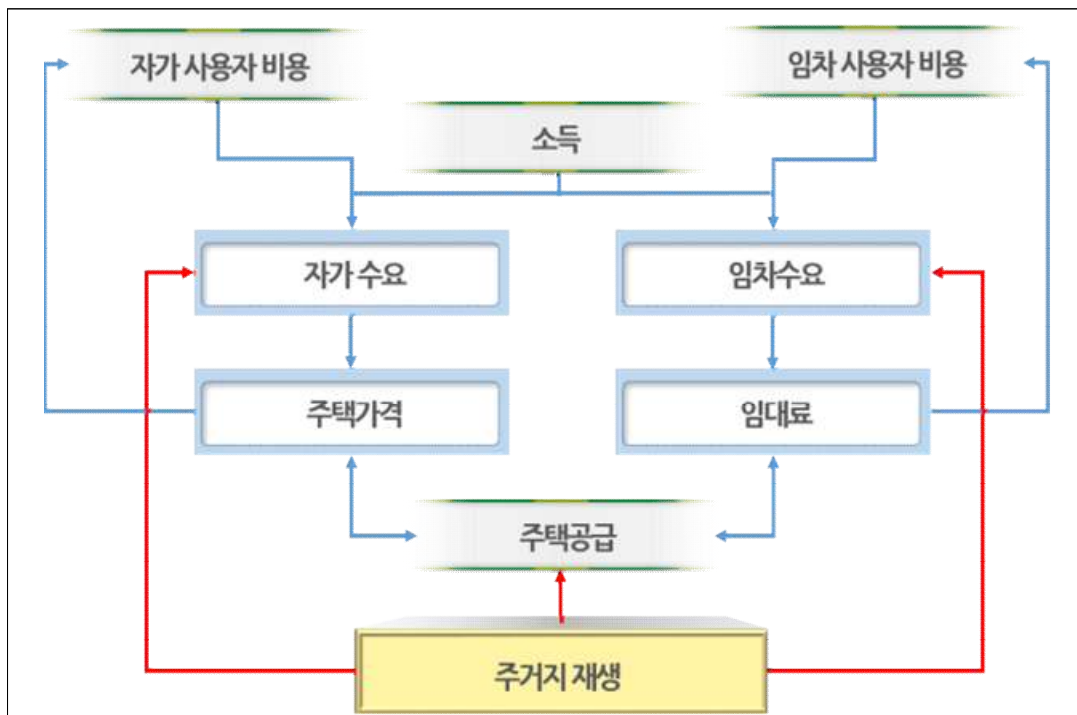 자가 사용자 비용
임차 사용자 비용
소득
자가 수요
임차수요
주택가격
임대료
주택공급
주거지 재생